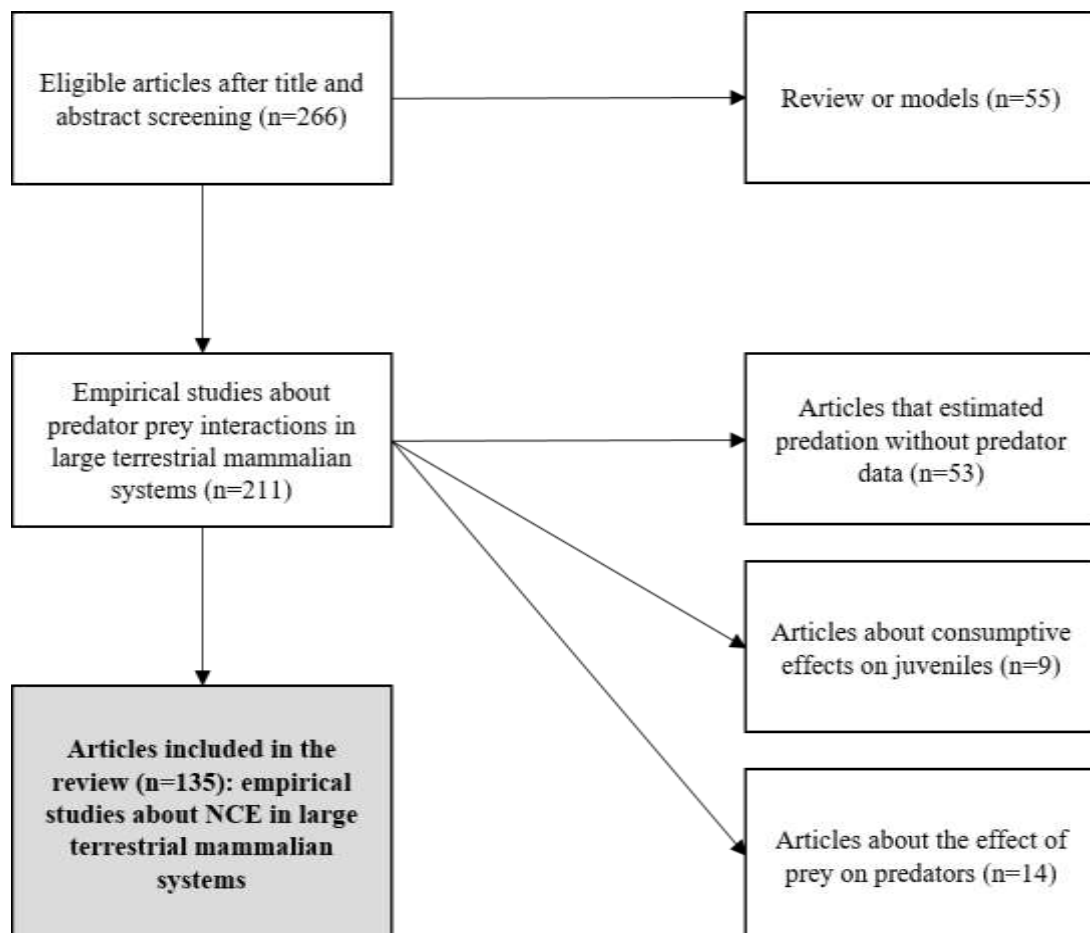 Eligible articles after title and
abstract screening (n=266)
Review or models (n=55)
Empirical studies about
predator prey interactions in
large terrestrial mammalian
systems (n=211)
Articles that estimated
predation without predator
data (n=53)
Articles about consumptive
effects on juveniles (n=9)
Articles included in the
review (n=135): empirical
studies about NCE in large
terrestrial mammalian
systems
Articles about the effect of
prey on predators (n=14)